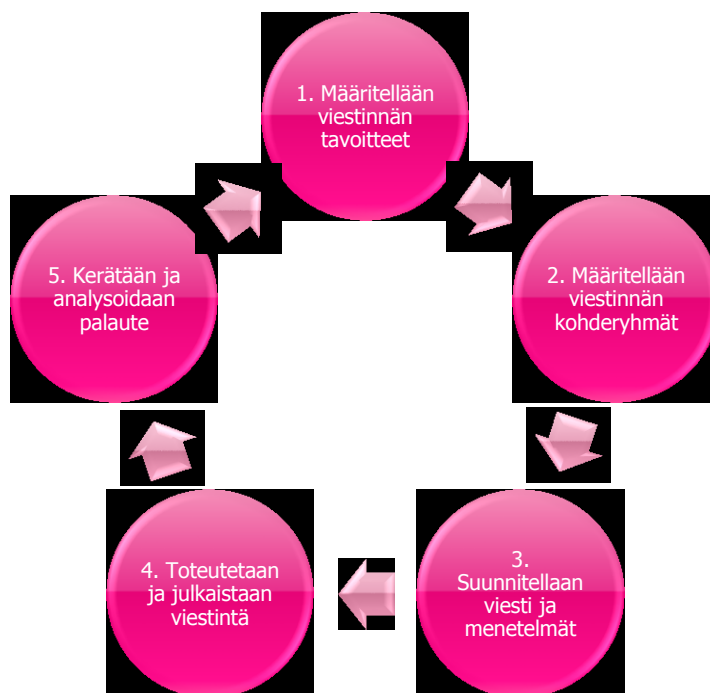 1. Määritellään
viestinnän
tavoitteet
2. Määritellään
viestinnän
kohderyhmät
3.
Suunnitellaan
viesti ja
menetelmät
4. Toteutetaan
ja julkaistaan
viestintä
5. Kerätään ja
analysoidaan
palaute